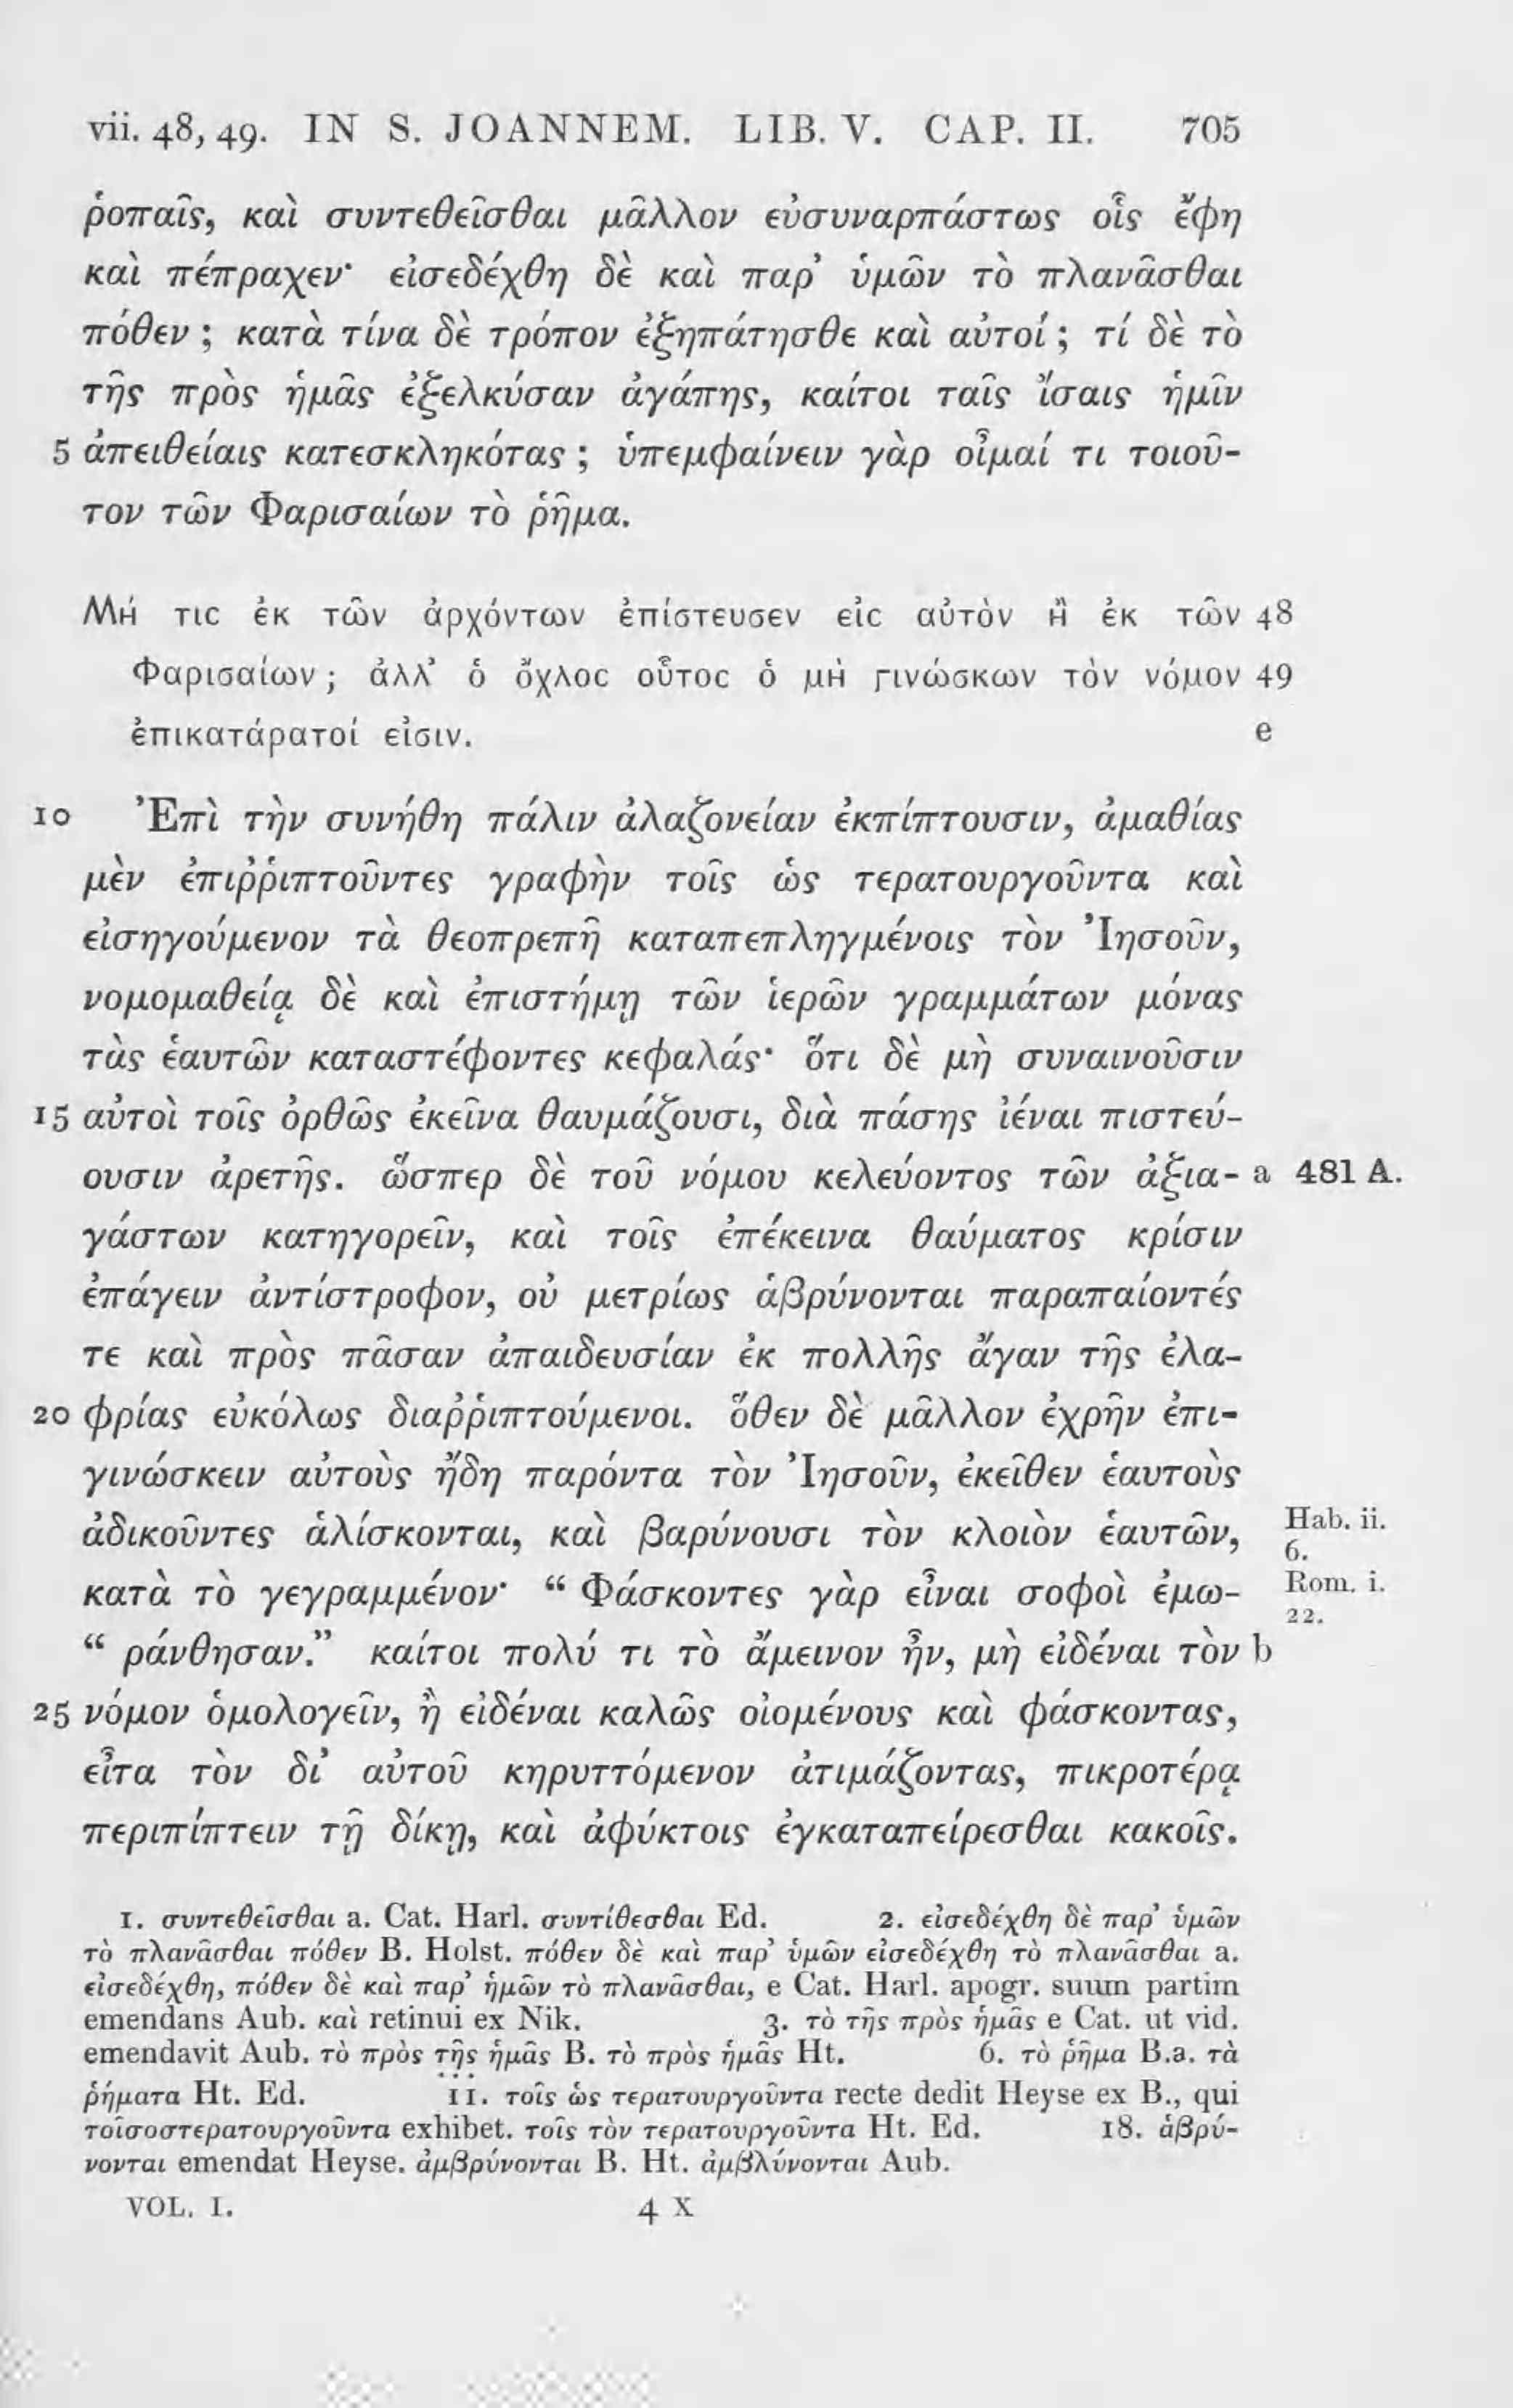 vii. 48, 49. IN S. JOANNEM. LIB. V. CAP. II. 705
ῥοπαῖς, καὶ συντεθεῖσθαι μᾶλλον εὐσυναρπάστως οἷς ἔφη
καὶ πέπραχεν· εἰσεδέχθη δὲ καὶ παρ’ ὑμῶν τὸ πλανᾶσθαι
πόθεν ; κατὰ τίνα δὲ τρόπον ἐξηπάτησθε καὶ αὐτοί ; τί δὲ τὸ
τῆς πρὸς ἡμᾶς ἐξελκύσαν ἀγάπης, καίτοι ταῖς ἴσαις ἡμῖν
5 ἀπειθείαις κατεσκληκότας ; ὑπεμφαίνειν γὰρ οἶμαί τι τοιοῦ-
τον τῶν Φαρισαίων τὸ ῥῆμα.
Μή τις ἐκ τῶν ἀρχόντων ἐπίστευσεν εἰς αὐτὸν ἢ ἐκ τῶν 48
Φαρισαίων ; ἀλλ’ ὁ ὄχλος οὗτος ὁ μὴ γινώσκων τὸν νόμον 49
ἐπικατάρατοί εἰσιν. e
10 Ἐπὶ τὴν συνήθη πάλιν ἀλαζονείαν ἐκπίπτουσιν, ἀμαθίας
μὲν ἐπιῤῥιπτοῦντες γραφὴν τοῖς ὡς τερατουργοῦντα καὶ
εἰσηγούμενον τὰ θεοπρεπῆ καταπεπληγμένοις τὸν Ἰησοῦν,
νομομαθείᾳ δὲ καὶ ἐπιστήμῃ τῶν ἱερῶν γραμμάτων μόνας
τὰς ἑαυτῶν καταστέφοντες κεφαλάς· ὅτι δὲ μὴ συναινοῦσιν
15 αὐτοὶ τοῖς ὀρθῶς ἐκεῖνα θαυμάζουσι, διὰ πάσης ἰέναι πιστεύ-
ουσιν ἀρετῆς. ὥσπερ δὲ τοῦ νόμου κελεύοντος τῶν ἀξια- a 481 A.
γάστων κατηγορεῖν, καὶ τοῖς ἐπέκεινα θαύματος κρίσιν
ἐπάγειν ἀντίστροφον, οὐ μετρίως ἁβρύνονται παραπαίοντές
τε καὶ πρὸς πᾶσαν ἀπαιδευσίαν ἐκ πολλῆς ἄγαν τῆς ἐλα-
20 φρίας εὐκόλως διαῤῥιπτούμενοι. ὅθεν δὲ μᾶλλον ἐχρῆν ἐπι-
γινώσκειν αὐτοὺς ἤδη παρόντα τὸν Ἰησοῦν, ἐκεῖθεν ἑαυτοὺς
ἀδικοῦντες ἁλίσκονται, καὶ βαρύνουσι τὸν κλοιὸν ἑαυτῶν, Hab. ii.
6.
κατὰ τὸ γεγραμμένον· “ Φάσκοντες γὰρ εἶναι σοφοὶ ἐμω- Rom. i.
22.
“ ράνθησαν.” καίτοι πολύ τι τὸ ἄμεινον ἦν, μὴ εἰδέναι τὸν b
25 νόμον ὁμολογεῖν, ἢ εἰδέναι καλῶς οἰομένους καὶ φάσκοντας,
εἶτα τὸν δι’ αὐτοῦ κηρυττόμενον ἀτιμάζοντας, πικροτέρᾳ
περιπίπτειν τῇ δίκῃ, καὶ ἀφύκτοις ἐγκαταπείρεσθαι κακοῖς.
1. συντεθεῖσθαι a. Cat. Harl. συντίθεσθαι Ed. 2. εἰσεδέχθη δὲ παρ’ ὑμῶν
τὸ πλανᾶσθαι πόθεν B. Holst. πόθεν δὲ καὶ παρ’ ὑμῶν εἰσεδέχθη τὸ πλανᾶσθαι a.
εἰσεδέχθη, πόθεν δὲ καὶ παρ’ ἡμῶν τὸ πλανᾶσθαι, e Cat. Harl. apogr. suum partim
emendans Aub. καὶ retinui ex Nik. 3. τὸ τῆς πρὸς ἡμᾶς e Cat. ut vid.
emendavit Aub. τὸ πρὸς τῆς ἡμᾶς B. τὸ πρὸς ἡμᾶς Ht. 6. τὸ ῥῆμα B.a. τὰ
ῥήματα Ht. Ed. 11. τοῖς ὡς τερατουργοῦντα recte dedit Heyse ex B., qui
τοῖσοστερατουργοῦντα exhibet. τοῖς τὸν τερατουργοῦντα Ht. Ed. 18. ἁβρύ-
νονται emendat Heyse. ἀμβρύνονται B. Ht. ἀμβλύνονται Aub.
VOL. I. 4 X